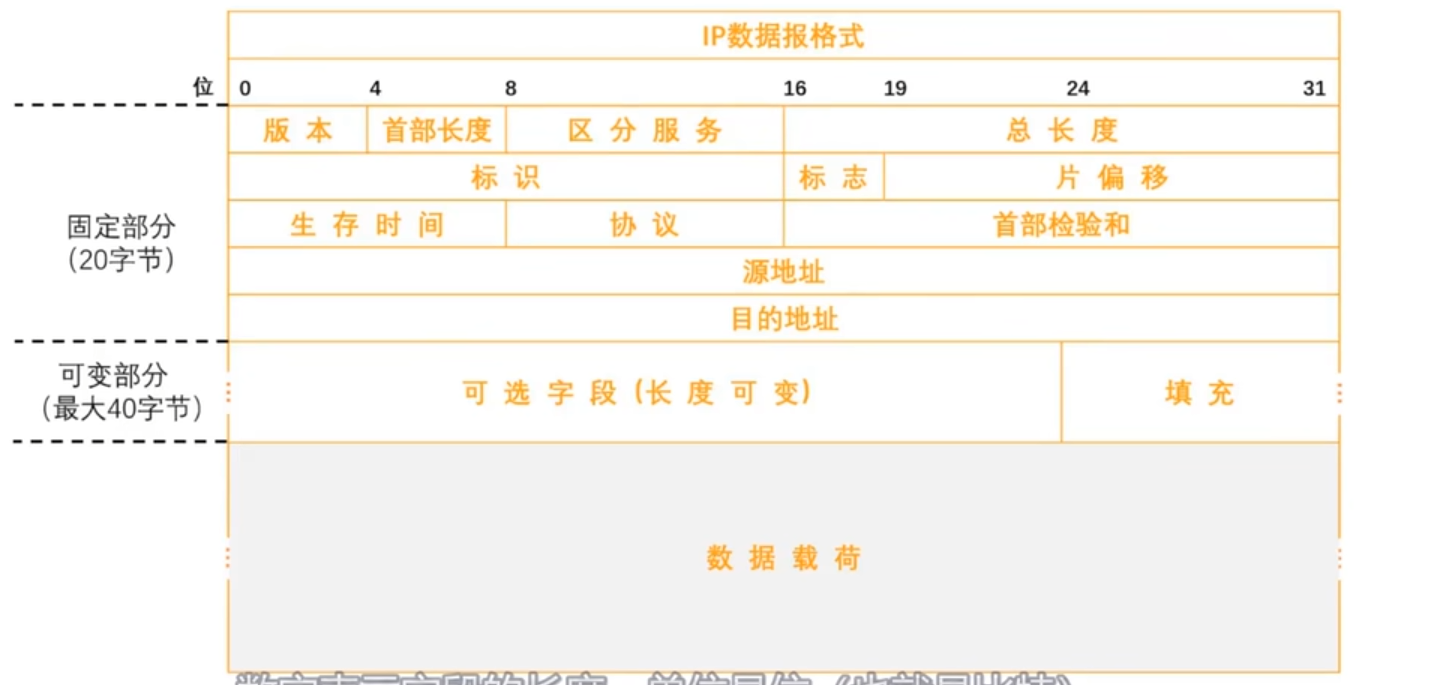 IP数据报格式
位 0 4 8 16 19 24 31
版本 首部长度 区分服务 总长度
标识 标志 片偏移
固定部分
(20字节)
生存时间 协议 首部检验和
源地址
目的地址
可变部分
(最大40字节)
可选字段(长度可变) 填充
数据载荷